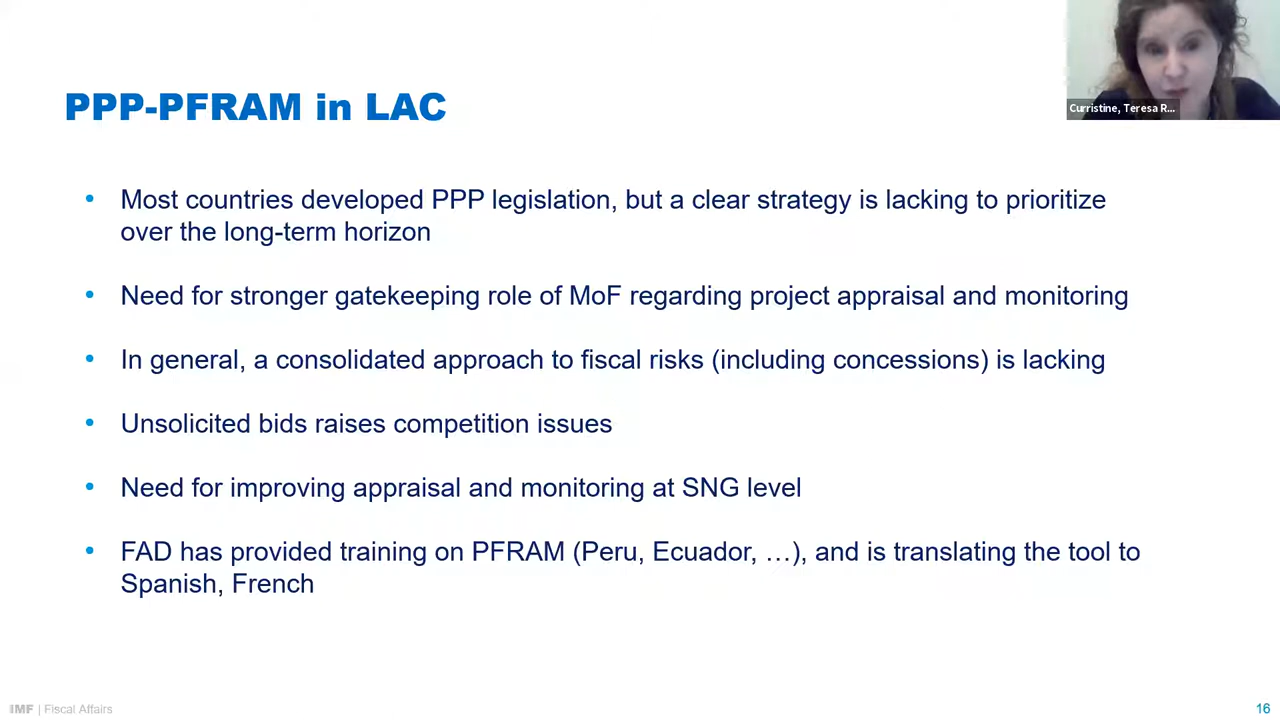 Curristine, Teresa R...
PPP-PFRAM in LAC
• Most countries developed PPP legislation, but a clear strategy is lacking to prioritize
over the long-term horizon
• Need for stronger gatekeeping role of MoF regarding project appraisal and monitoring
• In general, a consolidated approach to fiscal risks (including concessions) is lacking
• Unsolicited bids raises competition issues
• Need for improving appraisal and monitoring at SNG level
• FAD has provided training on PFRAM (Peru, Ecuador, …), and is translating the tool to
Spanish, French
IMF | Fiscal Affairs
16